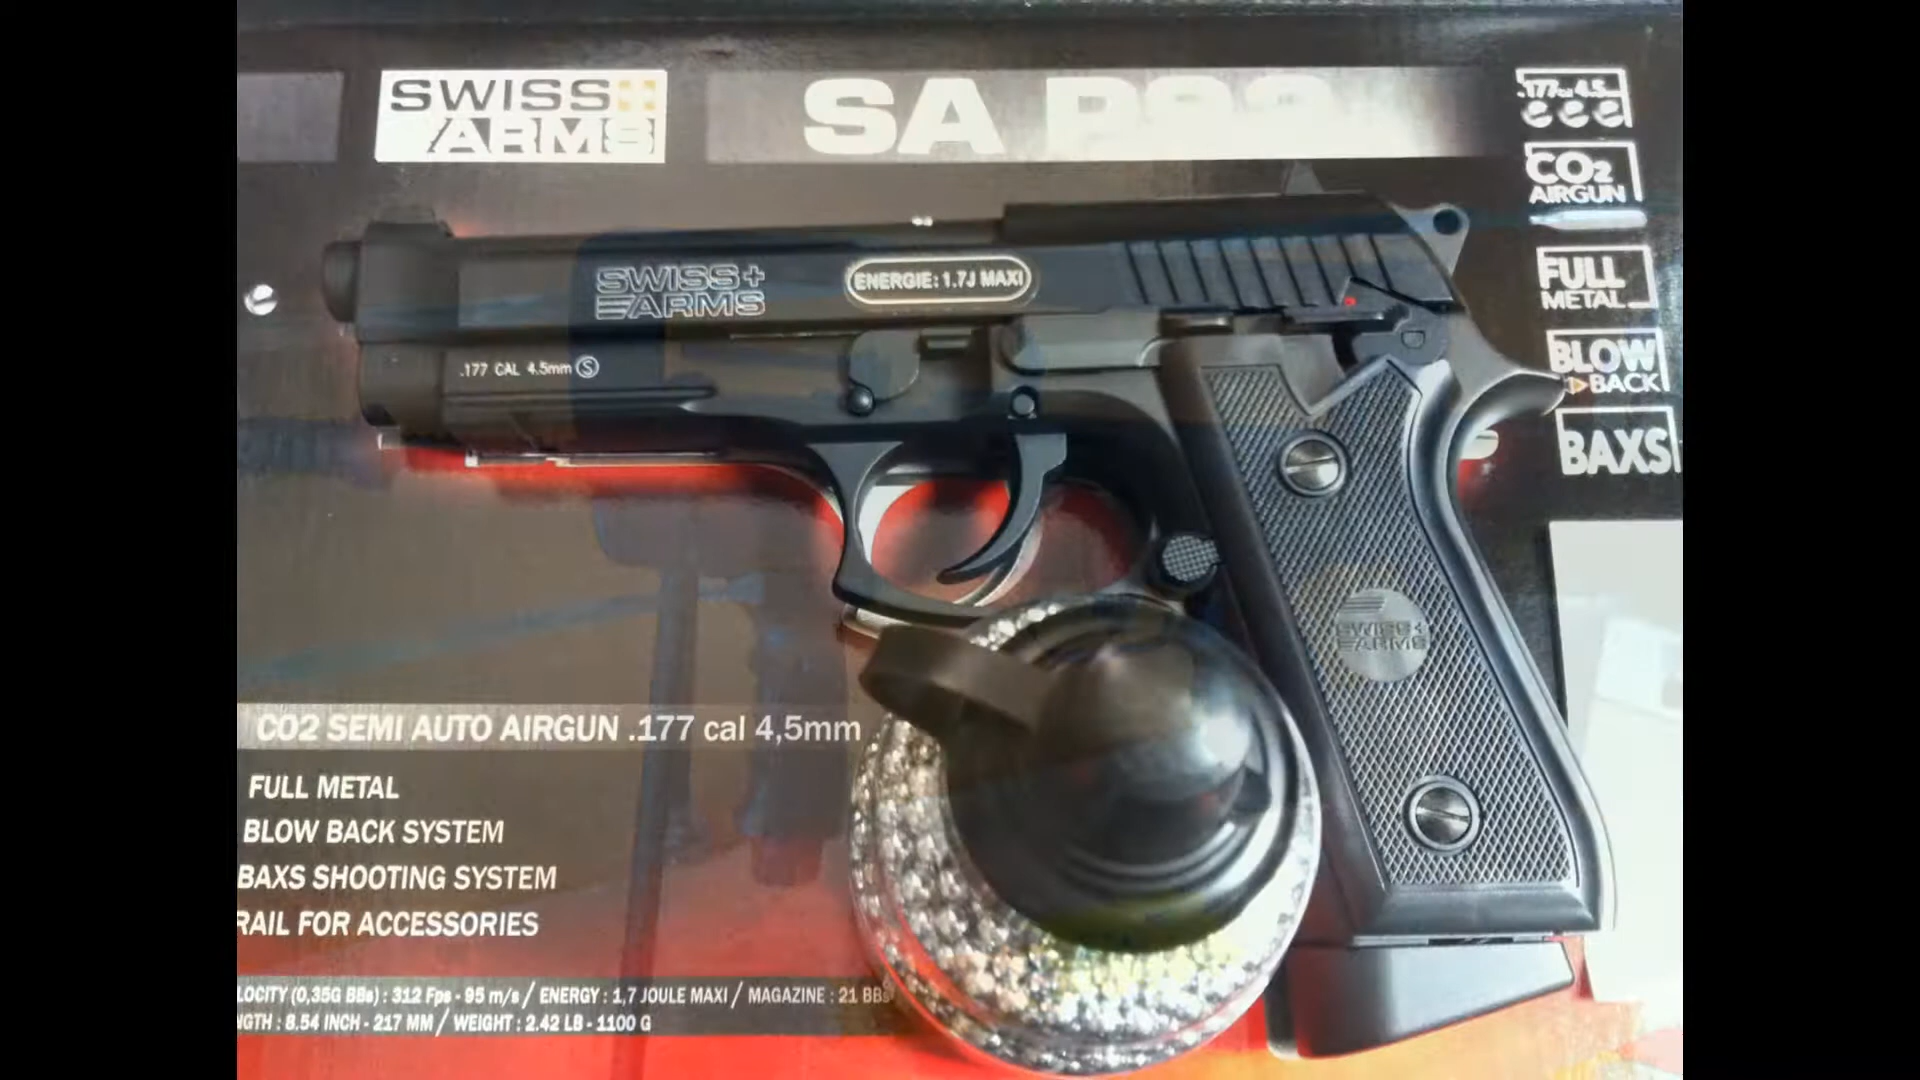 SWISS
ARMS
SA P92
.177cal 4.5mm
CO2
AIRGUN
FULL
METAL
BLOW
BACK
BAXS
SWISS+
ARMS
ENERGIE: 1.7J MAXI
.177 CAL 4.5mm S
SWISS+
ARMS
CO2 SEMI AUTO AIRGUN .177 cal 4,5mm
FULL METAL
BLOW BACK SYSTEM
BAXS SHOOTING SYSTEM
RAIL FOR ACCESSORIES
LOCITY (0,35G BBs) : 312 Fps - 95 m/s / ENERGY : 1,7 JOULE MAXI / MAGAZINE : 21 BBs
NGTH : 8.54 INCH - 217 MM / WEIGHT : 2.42 LB - 1100 G